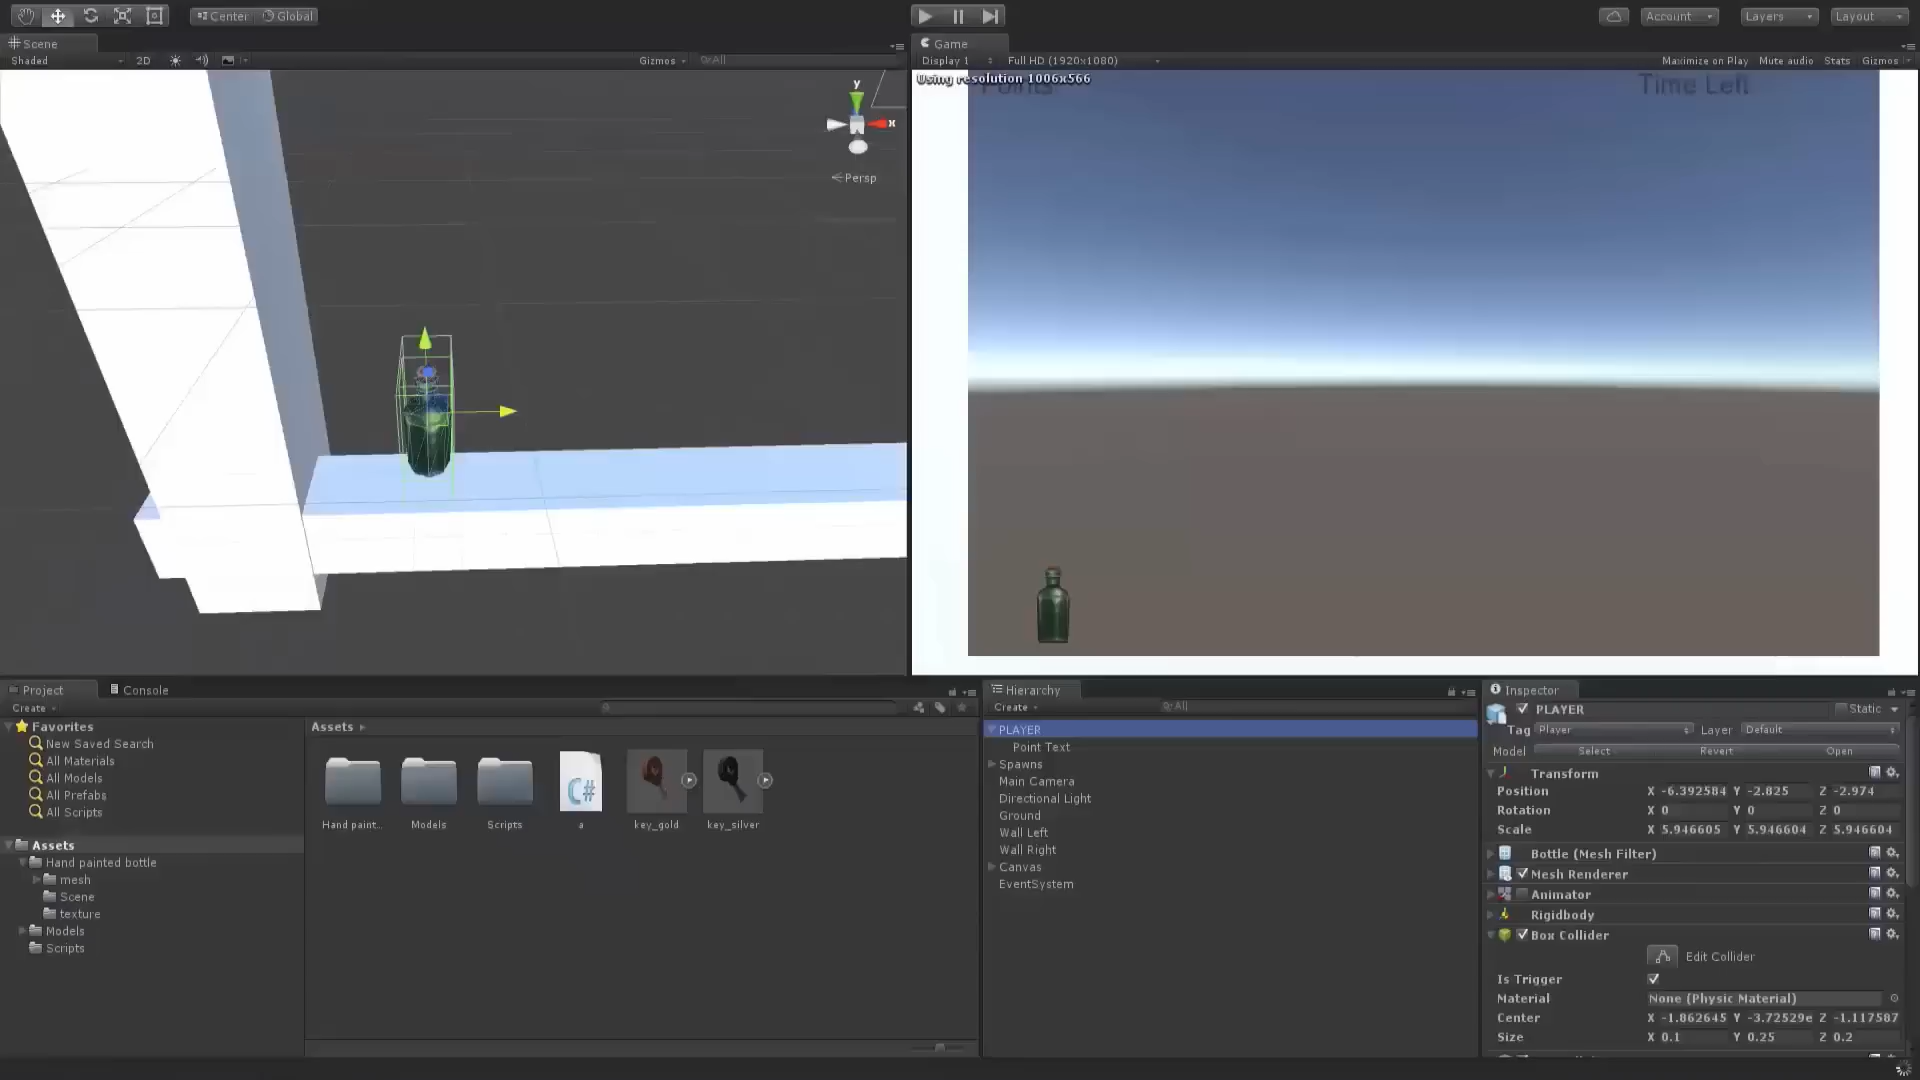 Center Global
Account Layers Layout
Scene
Shaded 2D Gizmos All
y
x
Persp
Game
Display 1 Full HD (1920x1080) Maximize on Play Mute audio Stats Gizmos
Using resolution 1006x566
Points Time Left
Project Console
Create
Favorites
New Saved Search
All Materials
All Models
All Prefabs
All Scripts
Assets
Hand painted bottle
mesh
Scene
texture
Models
Scripts
Assets
C#
Hand paint... Models Scripts a key_gold key_silver
Hierarchy
Create All
PLAYER
Point Text
Spawns
Main Camera
Directional Light
Ground
Wall Left
Wall Right
Canvas
EventSystem
Inspector
PLAYER Static
Tag Player Layer Default
Model Select Revert Open
Transform
Position X -6.392584 Y -2.825 Z -2.974
Rotation X 0 Y 0 Z 0
Scale X 5.946605 Y 5.946604 Z 5.946604
Bottle (Mesh Filter)
Mesh Renderer
Animator
Rigidbody
Box Collider
Edit Collider
Is Trigger
Material None (Physic Material)
Center X -1.862645 Y -3.72529e Z -1.117587
Size X 0.1 Y 0.25 Z 0.2